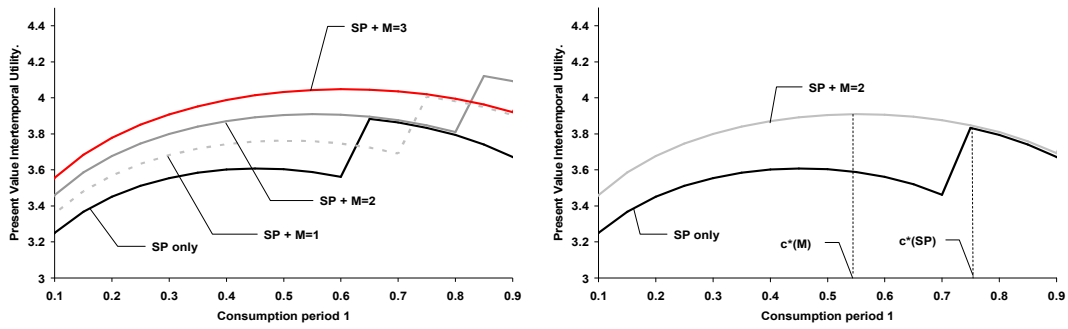 Present Value Intertemporal Utility.
4.4
4.2
4
3.8
3.6
3.4
3.2
3
0.1 0.2 0.3 0.4 0.5 0.6 0.7 0.8 0.9
Consumption period 1
SP + M=3
SP + M=2
SP + M=1
SP only
Present Value Intertemporal Utility.
4.4
4.2
4
3.8
3.6
3.4
3.2
3
0.1 0.2 0.3 0.4 0.5 0.6 0.7 0.8 0.9
Consumption period 1
SP + M=2
SP only
c*(M)
c*(SP)